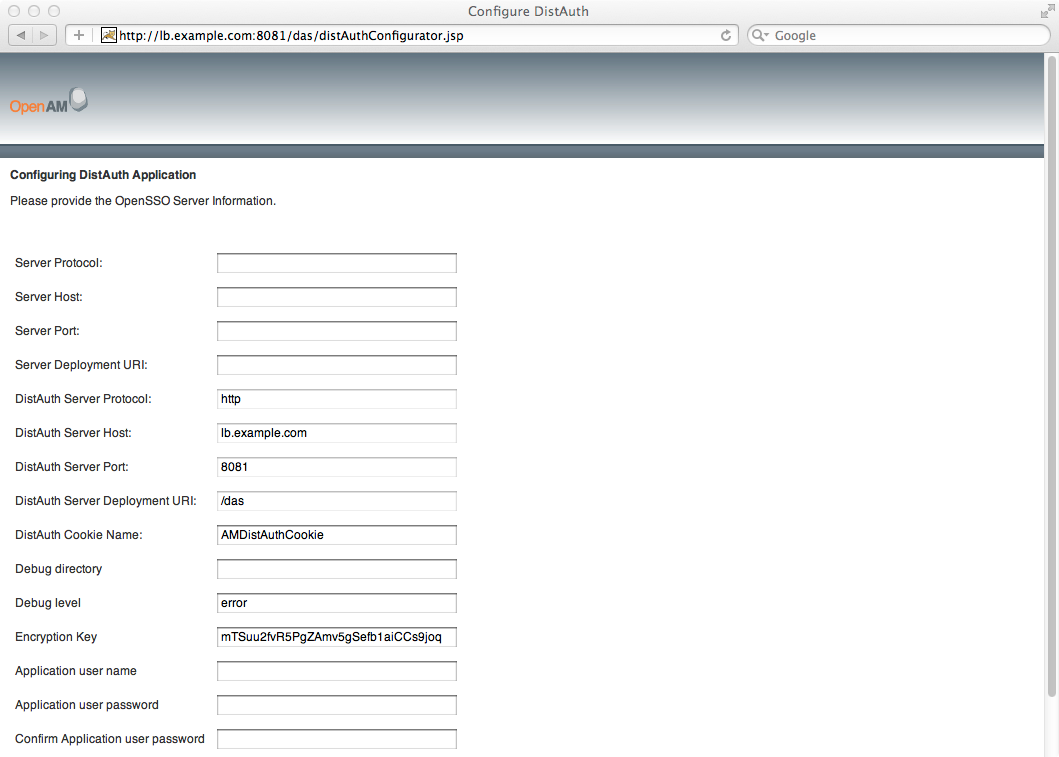 Configure DistAuth
http://lb.example.com:8081/das/distAuthConfigurator.jsp
Google
OpenAM
Configuring DistAuth Application
Please provide the OpenSSO Server Information.
Server Protocol:
Server Host:
Server Port:
Server Deployment URI:
DistAuth Server Protocol: http
DistAuth Server Host: lb.example.com
DistAuth Server Port: 8081
DistAuth Server Deployment URI: /das
DistAuth Cookie Name: AMDistAuthCookie
Debug directory
Debug level error
Encryption Key mTSuu2fvR5PgZAmv5gSefb1aiCCs9joq
Application user name
Application user password
Confirm Application user password